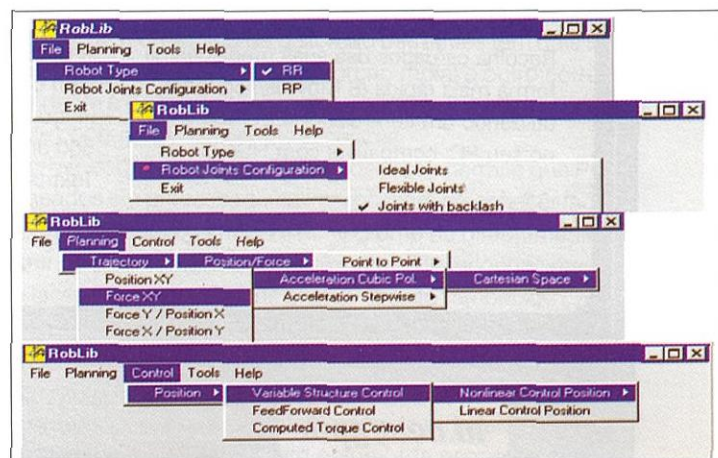 RobLib
File Planning Tools Help
Robot Type RR
Robot Joints Configuration RP
Exit
RobLib
File Planning Tools Help
Robot Type
Robot Joints Configuration Ideal Joints
Exit Flexible Joints
Joints with backlash
RobLib
File Planning Control Tools Help
Trajectory Position/Force Point to Point
Position XY Acceleration Cubic Pol. Cartesian Space
Force XY Acceleration Stepwise
Force Y / Position X
Force X / Position Y
RobLib
File Planning Control Tools Help
Position Variable Structure Control Nonlinear Control Position
FeedForward Control Linear Control Position
Computed Torque Control